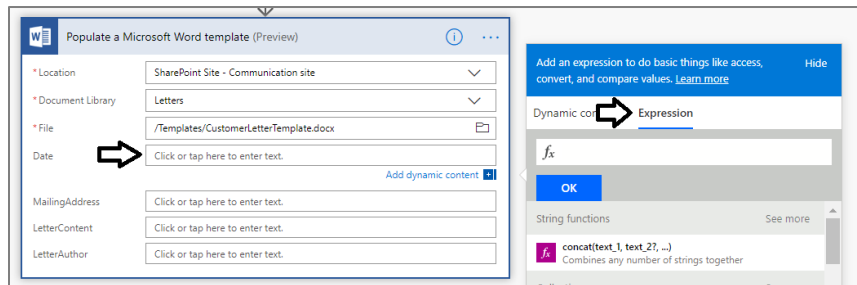 Populate a Microsoft Word template (Preview)
* Location SharePoint Site - Communication site
* Document Library Letters
* File /Templates/CustomerLetterTemplate.docx
Date Click or tap here to enter text.
Add dynamic content
MailingAddress Click or tap here to enter text.
LetterContent Click or tap here to enter text.
LetterAuthor Click or tap here to enter text.
Add an expression to do basic things like access, Hide
convert, and compare values. Learn more
Dynamic Expression
fx
OK
String functions See more
fx concat(text_1, text_2?, ...)
Combines any number of strings together